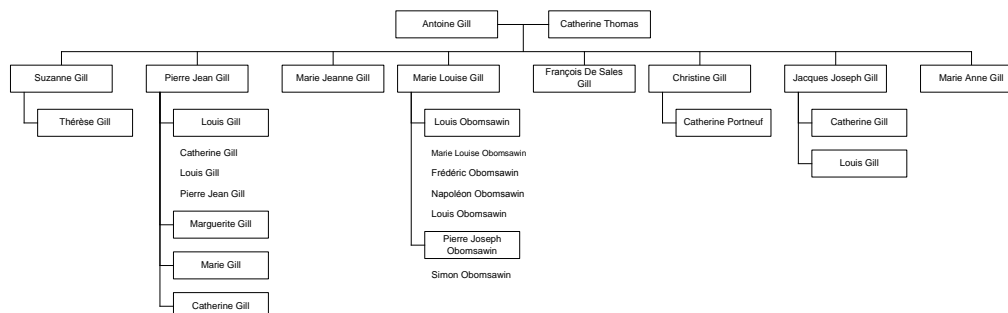 Antoine Gill
Catherine Thomas
Suzanne Gill
Pierre Jean Gill
Marie Jeanne Gill
Marie Louise Gill
François De Sales
Gill
Christine Gill
Jacques Joseph Gill
Marie Anne Gill
Thérèse Gill
Louis Gill
Catherine Gill
Louis Gill
Pierre Jean Gill
Marguerite Gill
Marie Gill
Catherine Gill
Louis Obomsawin
Marie Louise Obomsawin
Frédéric Obomsawin
Napoléon Obomsawin
Louis Obomsawin
Pierre Joseph
Obomsawin
Simon Obomsawin
Catherine Portneuf
Catherine Gill
Louis Gill